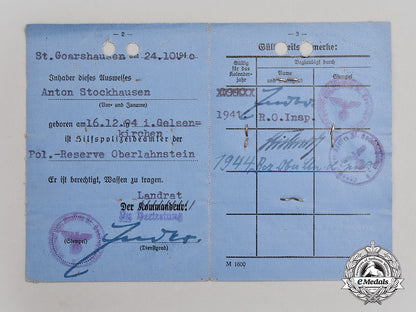 - 2 -
St. Goarshausen den 24.10.1940
Inhaber dieses Ausweises
Anton Stockhausen
(Vor- und Zuname)
geboren am 16.12.94 i.Gelsen=
kirchen
ist Hilfspolizeibeamter der
Pol.-Reserve Oberlahnstein
Er ist berechtigt, Waffen zu tragen.
Landrat
Der Kommandeur:
In Vertretung
(Stempel)
(Dienstgrad)
- 3 -
Gültigkeitsvermerke:
Gültig für das Kalenderjahr
Beglaubigt durch
Name und
Stempel
1941
R.O.Insp.
1944
M 1600